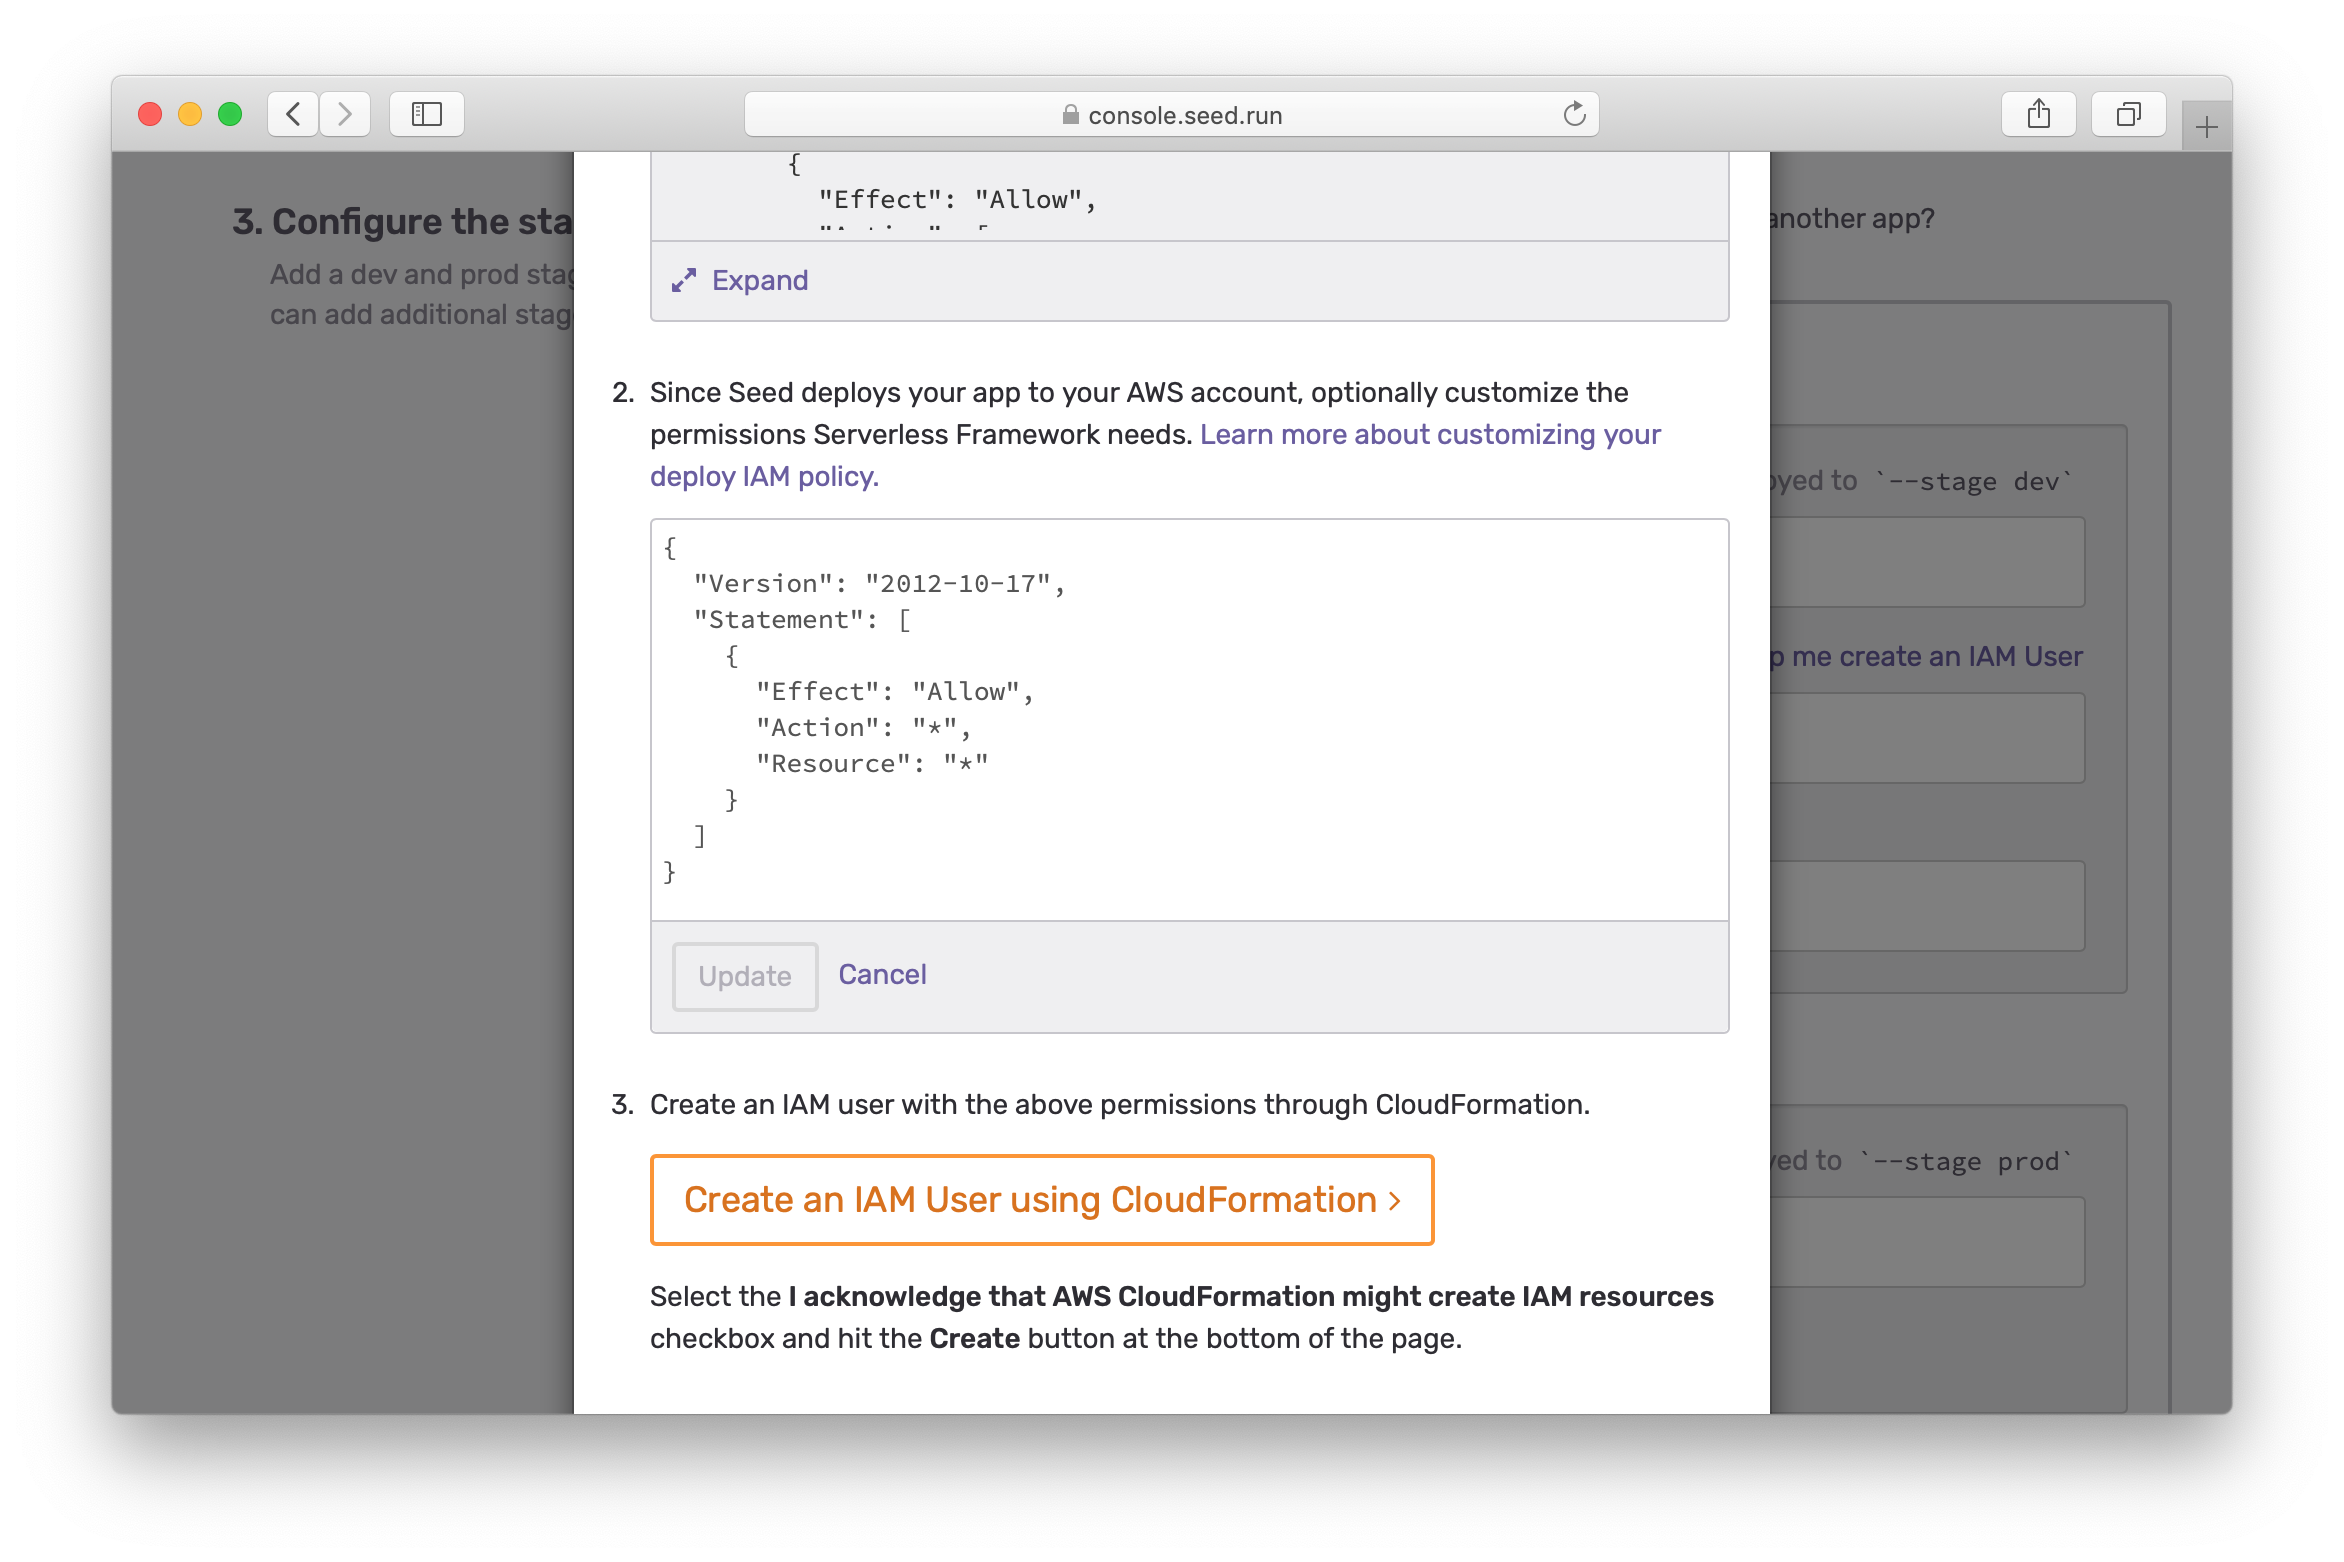 console.seed.run
3. Configure the sta
Add a dev and prod stag
can add additional stag
{
"Effect": "Allow",
Expand
2. Since Seed deploys your app to your AWS account, optionally customize the
permissions Serverless Framework needs. Learn more about customizing your
deploy IAM policy.
{
"Version": "2012-10-17",
"Statement": [
{
"Effect": "Allow",
"Action": "*",
"Resource": "*"
}
]
}
Update Cancel
3. Create an IAM user with the above permissions through CloudFormation.
Create an IAM User using CloudFormation >
Select the I acknowledge that AWS CloudFormation might create IAM resources
checkbox and hit the Create button at the bottom of the page.
another app?
oyed to `--stage dev`
p me create an IAM User
yed to `--stage prod`